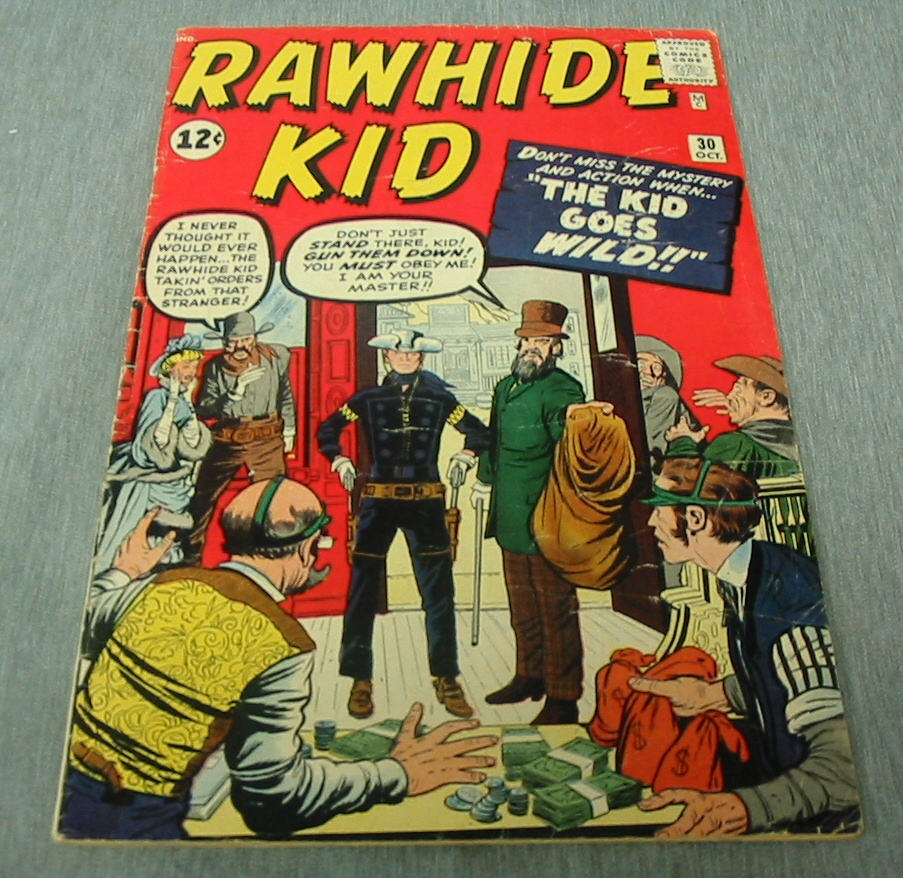 IND.
RAWHIDE
KID
APPROVED
BY THE
COMICS
CODE
AUTHORITY
M
C
12¢
30
OCT.
DON'T MISS THE MYSTERY
AND ACTION WHEN...
"THE KID
GOES
WILD!!"
I NEVER
THOUGHT IT
WOULD EVER
HAPPEN...THE
RAWHIDE KID
TAKIN' ORDERS
FROM THAT
STRANGER!
DON'T JUST
STAND THERE, KID!
GUN THEM DOWN!
YOU MUST OBEY ME!
I AM YOUR
MASTER!!
$
$